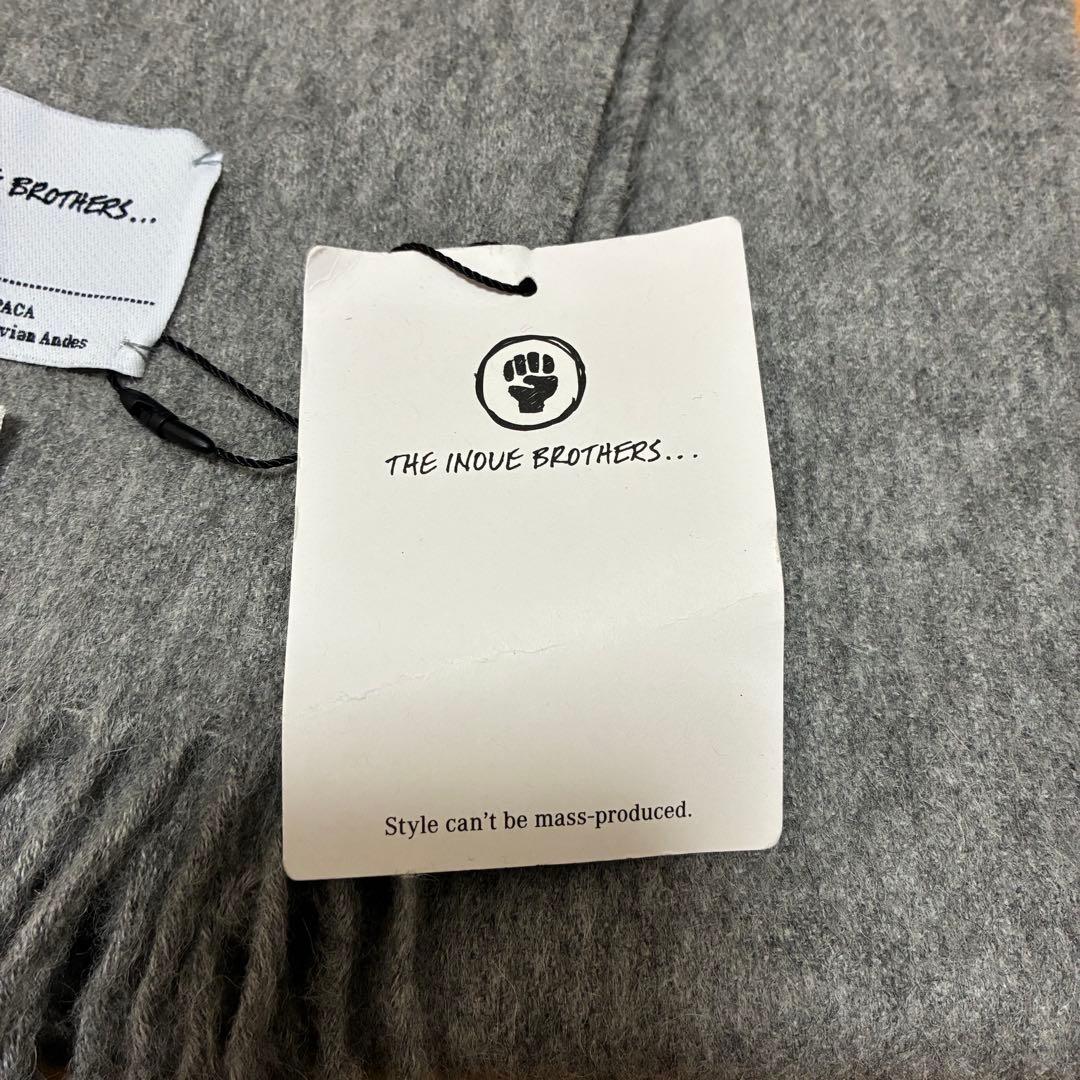 BROTHERS...
PACA
vian Andes
THE INOUE BROTHERS...
Style can't be mass-produced.